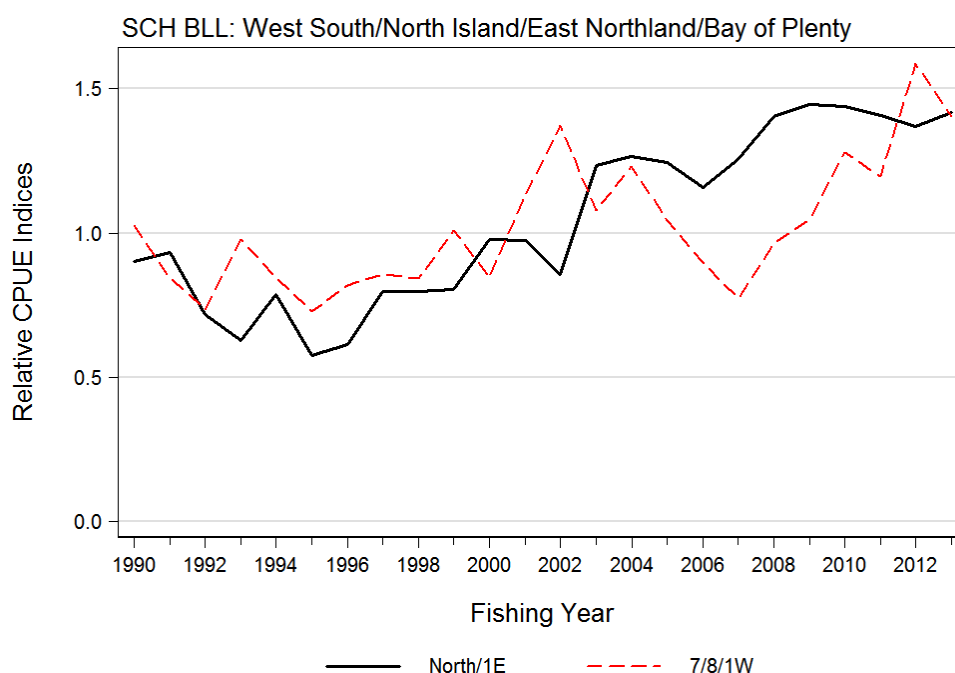 SCH BLL: West South/North Island/East Northland/Bay of Plenty
Relative CPUE Indices
1.5
1.0
0.5
0.0
1990 1992 1994 1996 1998 2000 2002 2004 2006 2008 2010 2012
Fishing Year
North/1E 7/8/1W